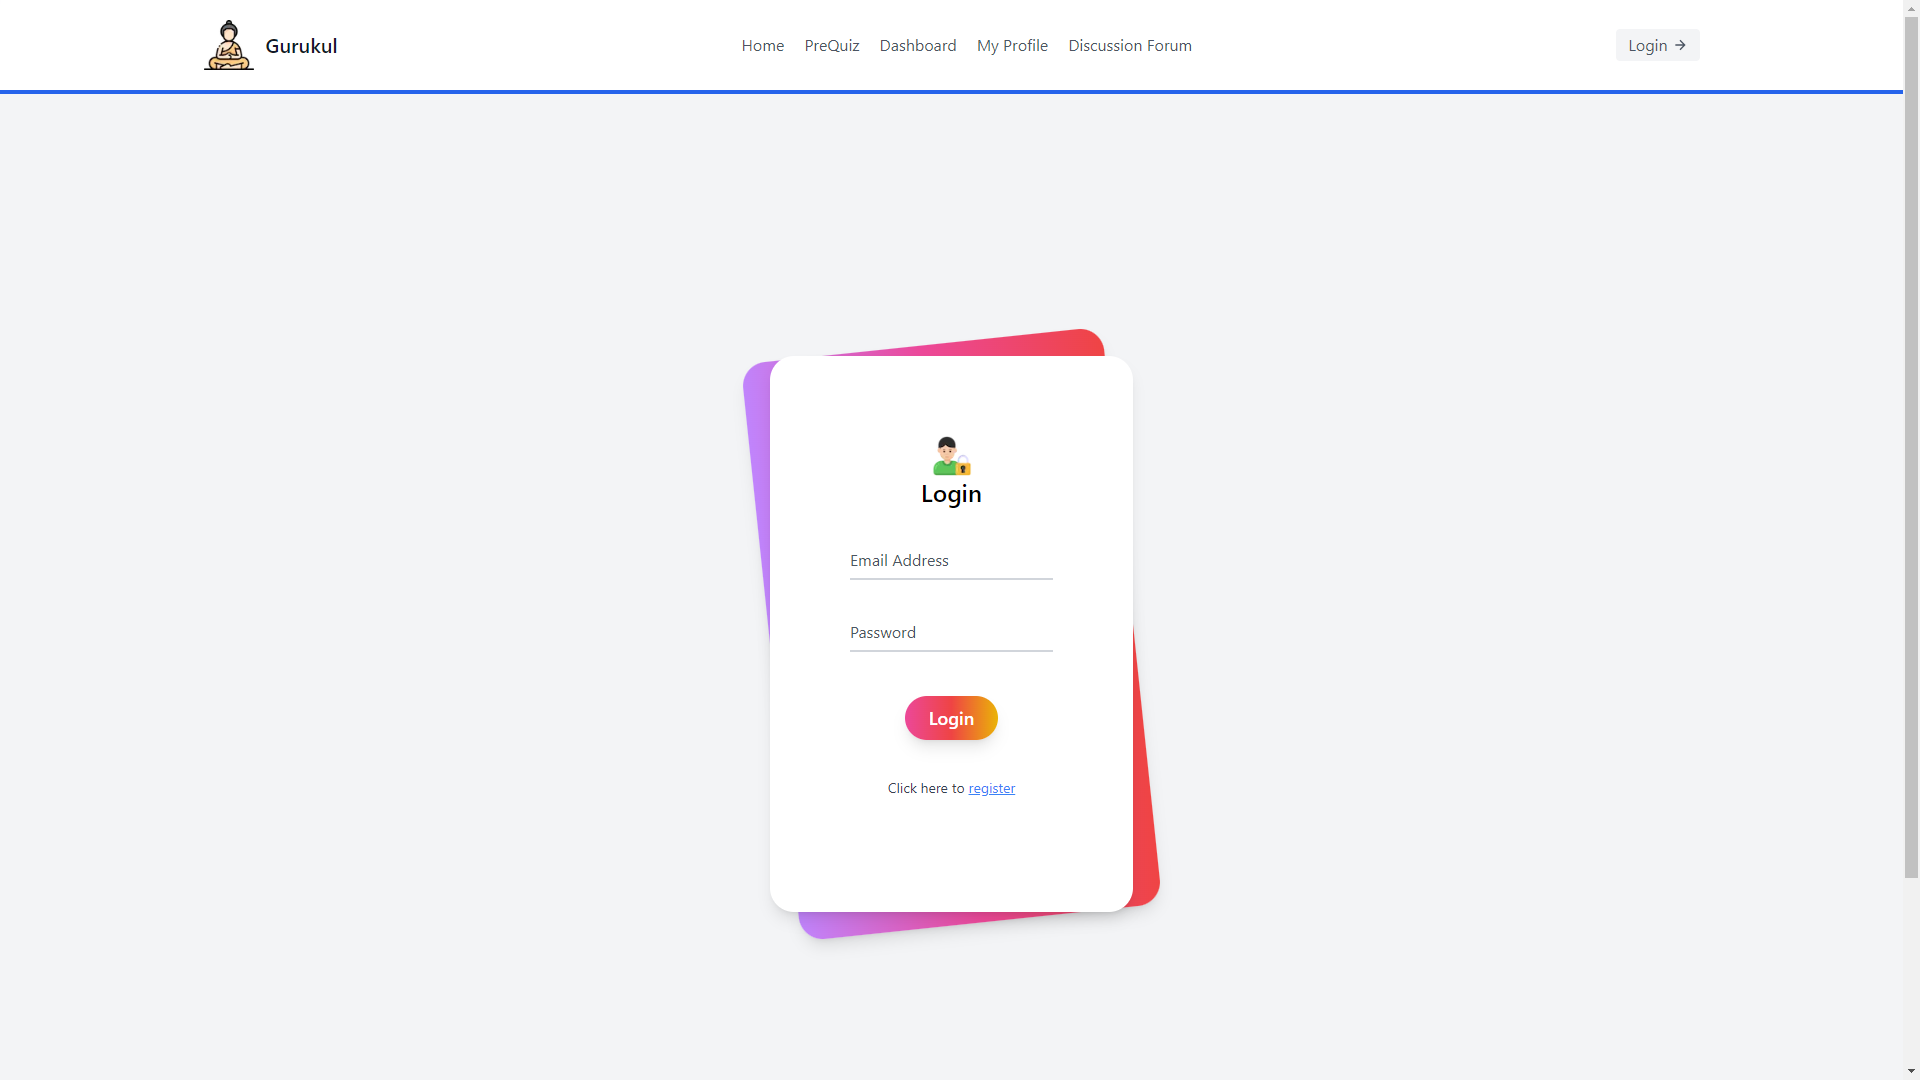 Gurukul
Home PreQuiz Dashboard My Profile Discussion Forum
Login →
Login
Email Address
Password
Login
Click here to register